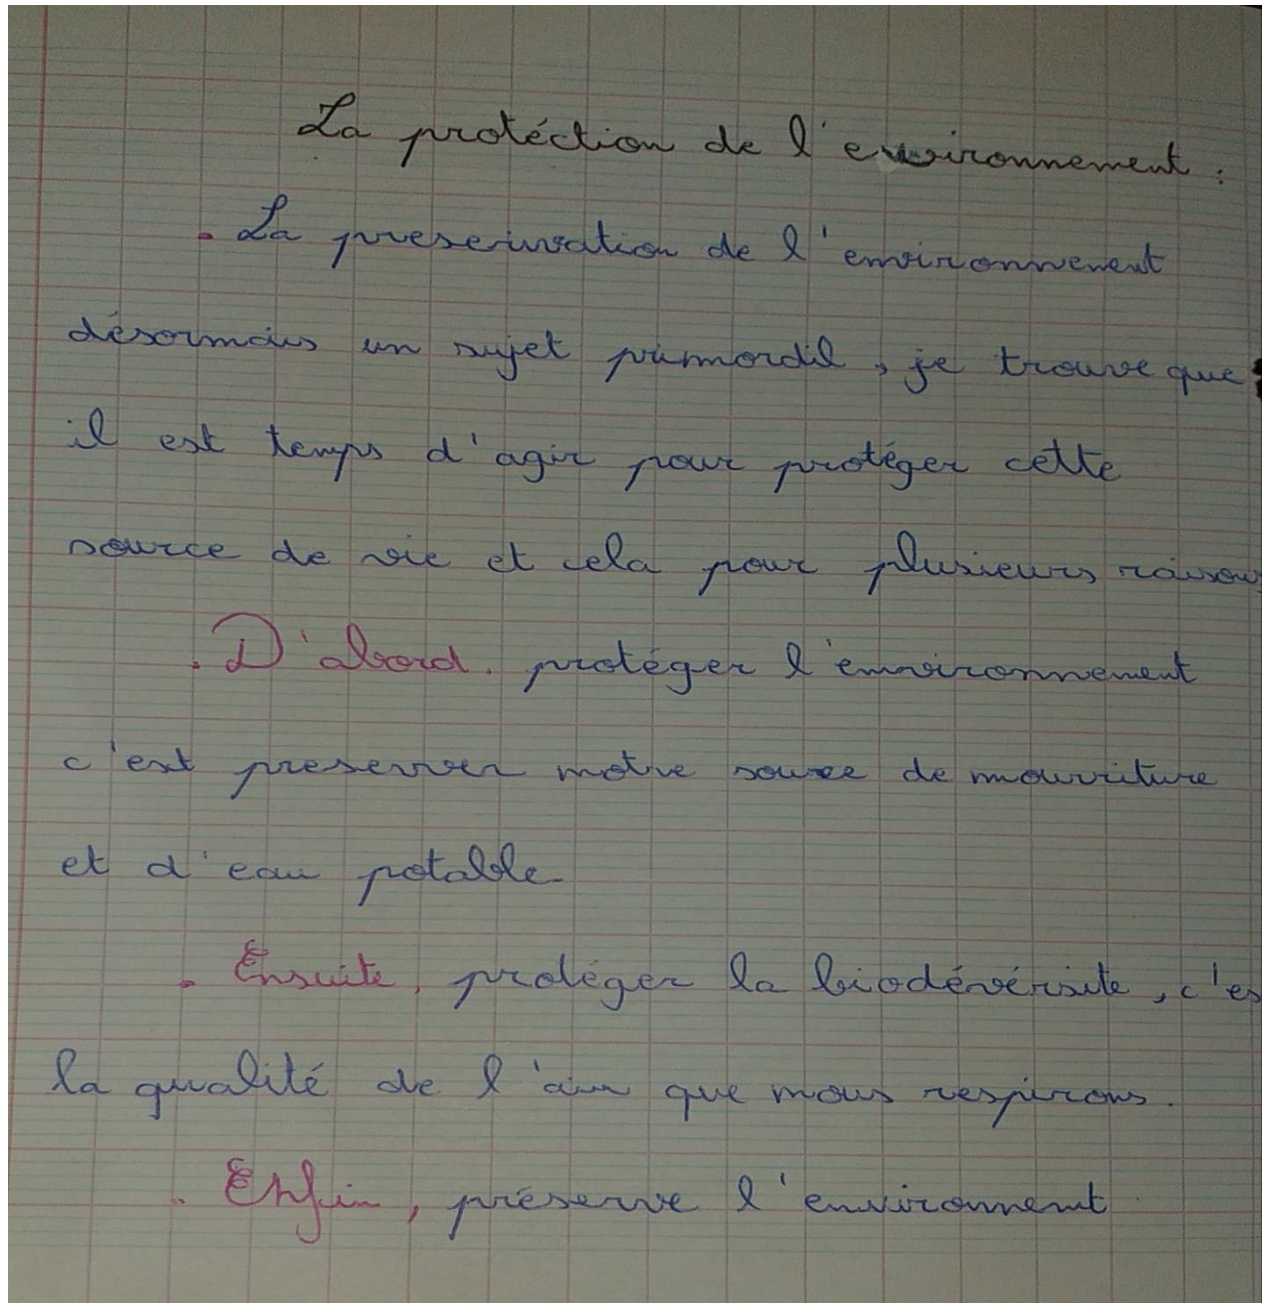 La protéction de l'environnement :
. La preservation de l'environnement
désormais un sujet primordil, je trouve que
il est temps d'agir pour protéger cette
source de vie et cela pour plusieurs raisons
. D'abord. protéger l'environnement
c'est preserver notre source de nourriture
et d'eau potable.
. Ensuite, protéger la biodévérsite, c'es
la qualité de l'air que nous respirons.
. Enfin, préserve l'environnement